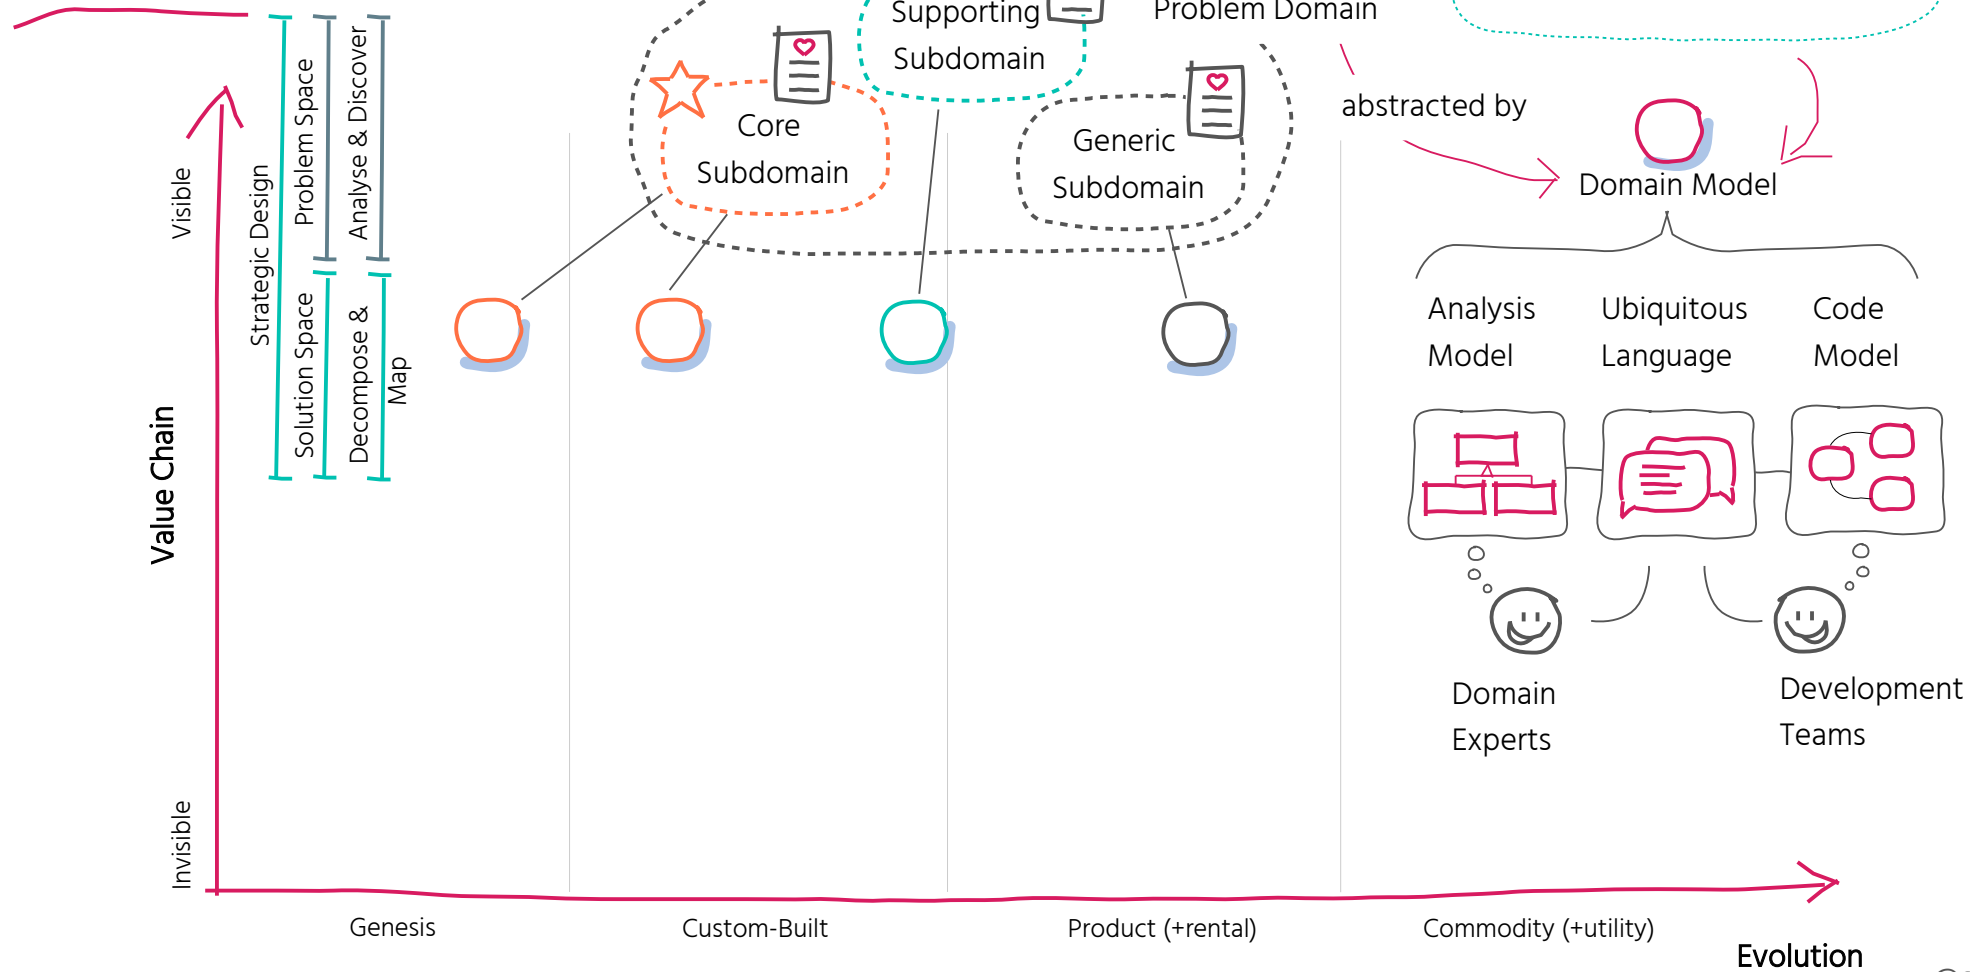 Supporting
Subdomain
Problem Domain
Core
Subdomain
Generic
Subdomain
abstracted by
Domain Model
Analysis
Model
Ubiquitous
Language
Code
Model
Domain
Experts
Development
Teams
Value Chain
Visible
Invisible
Strategic Design
Problem Space
Solution Space
Analyse & Discover
Decompose &
Map
Genesis
Custom-Built
Product (+rental)
Commodity (+utility)
Evolution